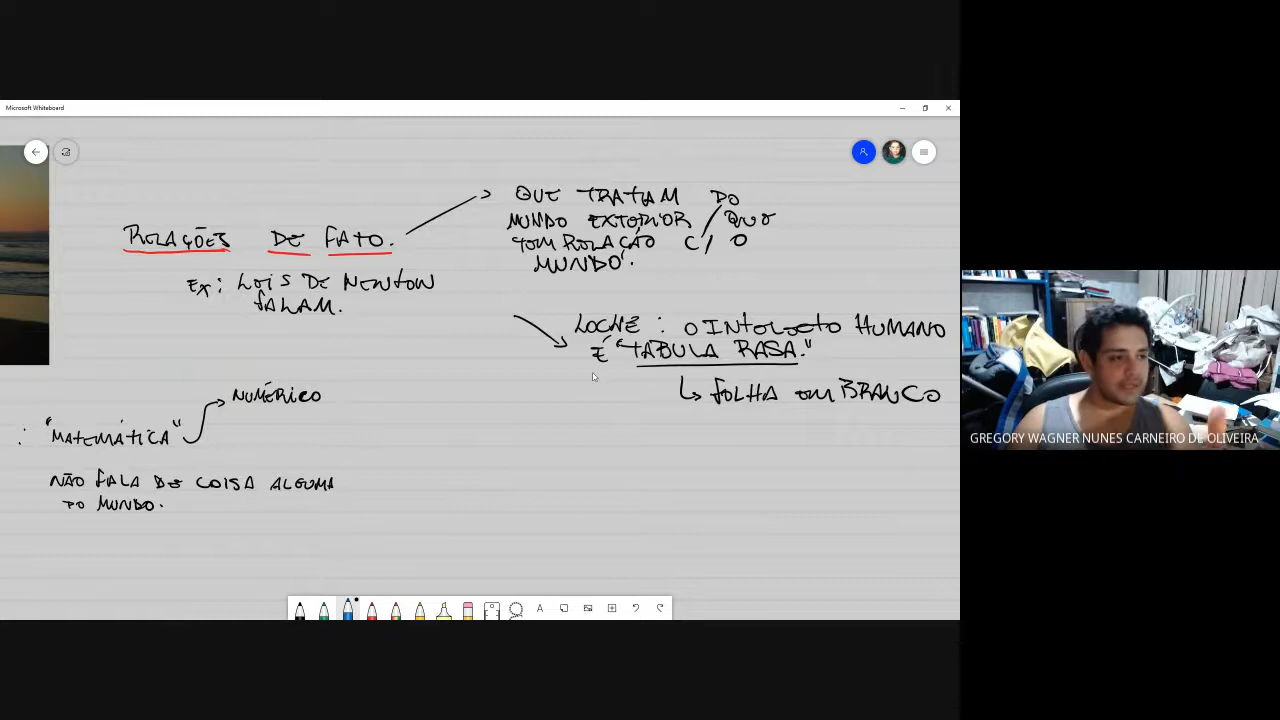 Microsoft Whiteboard
RELAÇÕES DE FATO.
EX: LEIS DE NEWTON
FALAM.
QUE TRATAM DO
MUNDO EXTERIOR / QUE
TEM RELAÇÃO C/ O
MUNDO.
LOCKE: O INTELECTO HUMANO
É "TABULA RASA."
FOLHA EM BRANCO
NUMÉRICO
"MATEMÁTICA"
NÃO FALA DE COISA ALGUMA
DO MUNDO.
GREGORY WAGNER NUNES CARNEIRO DE OLIVEIRA